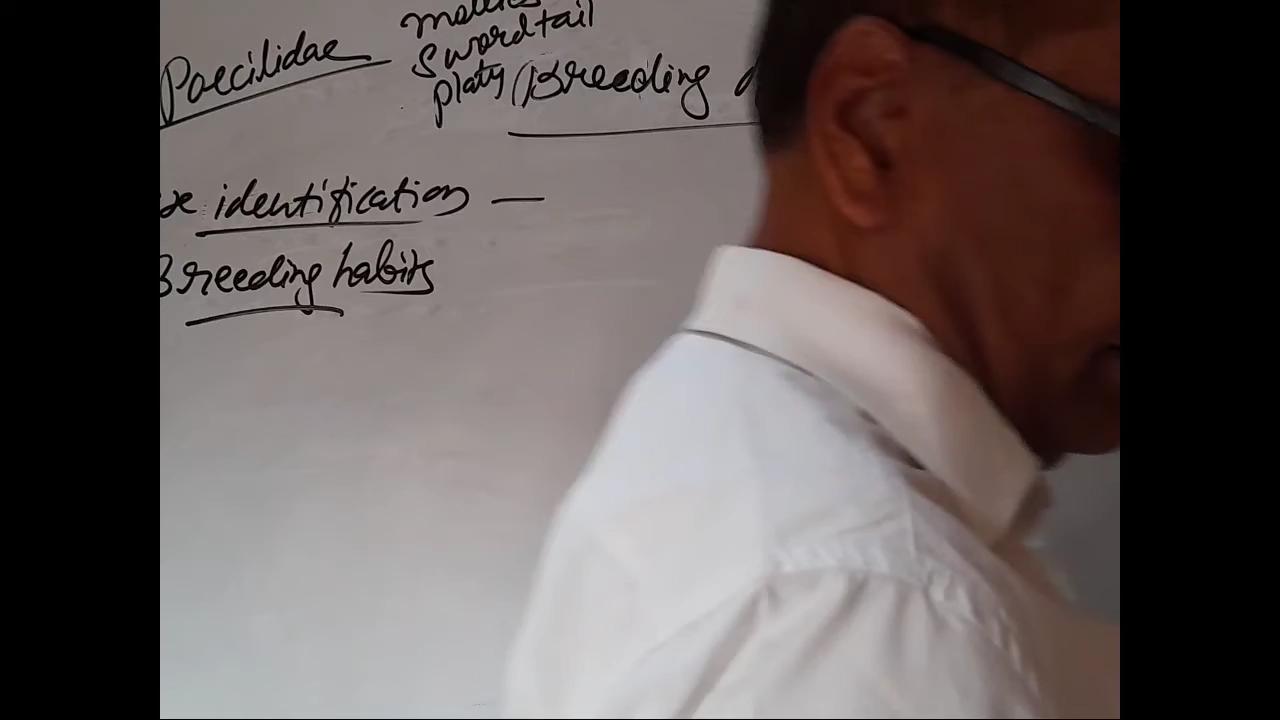 Poecilidae
Swordtail
platy (Breeding
identification —
Breeding habits